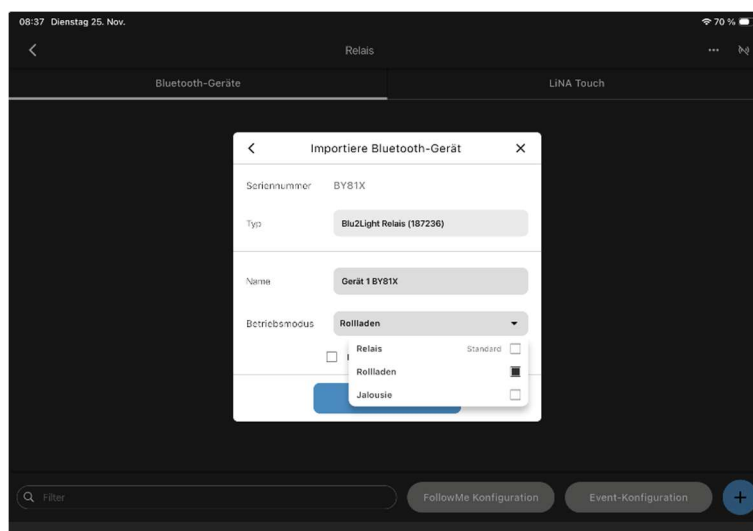 08:37 Dienstag 25. Nov.
70 %
Relais
Bluetooth-Geräte
LiNA Touch
Importiere Bluetooth-Gerät
Seriennummer BY81X
Typ Blu2Light Relais (187236)
Name Gerät 1 BY81X
Betriebsmodus Rollladen
Relais Standard
Rollladen
Jalousie
Filter
FollowMe Konfiguration
Event-Konfiguration